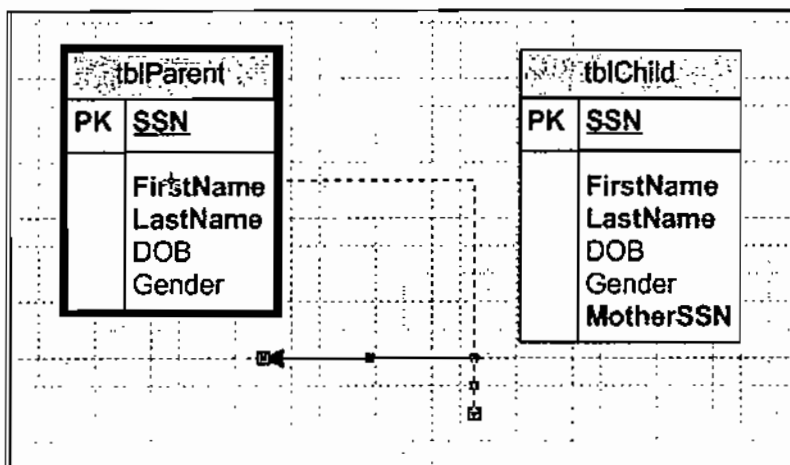 tblParent
PK SSN
FirstName
LastName
DOB
Gender
tblChild
PK SSN
FirstName
LastName
DOB
Gender
MotherSSN